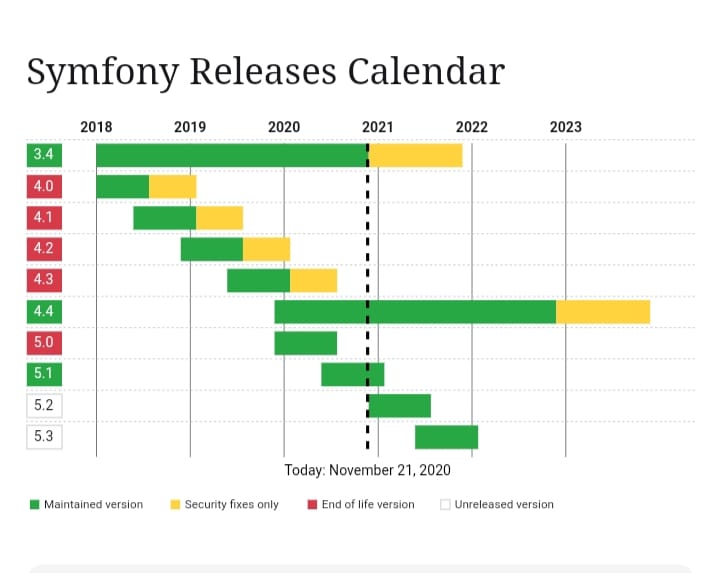 Symfony Releases Calendar
2018 2019 2020 2021 2022 2023
3.4
4.0
4.1
4.2
4.3
4.4
5.0
5.1
5.2
5.3
Today: November 21, 2020
Maintained version Security fixes only End of life version Unreleased version